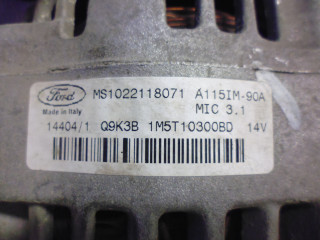 Ford MS1022118071 A115IM-90A
Made in Italy MIC 3.1
14404/1 Q9K3B 1M5T10300BD 14V